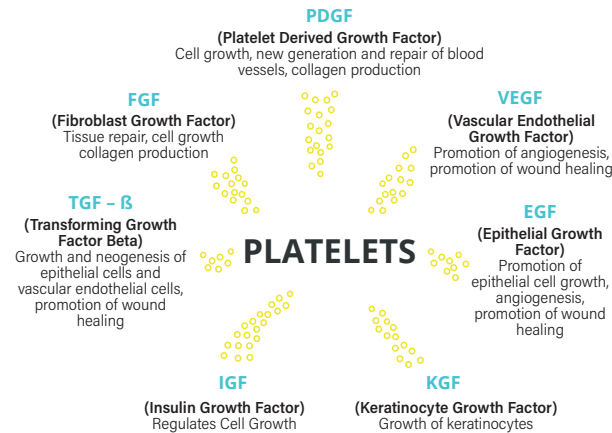 PDGF
(Platelet Derived Growth Factor)
Cell growth, new generation and repair of blood
vessels, collagen production
FGF
(Fibroblast Growth Factor)
Tissue repair, cell growth
collagen production
VEGF
(Vascular Endothelial
Growth Factor)
Promotion of angiogenesis,
promotion of wound healing
TGF – ß
(Transforming Growth
Factor Beta)
Growth and neogenesis of
epithelial cells and
vascular endothelial cells,
promotion of wound
healing
PLATELETS
EGF
(Epithelial Growth
Factor)
Promotion of
epithelial cell growth,
angiogenesis,
promotion of wound
healing
IGF
(Insulin Growth Factor)
Regulates Cell Growth
KGF
(Keratinocyte Growth Factor)
Growth of keratinocytes